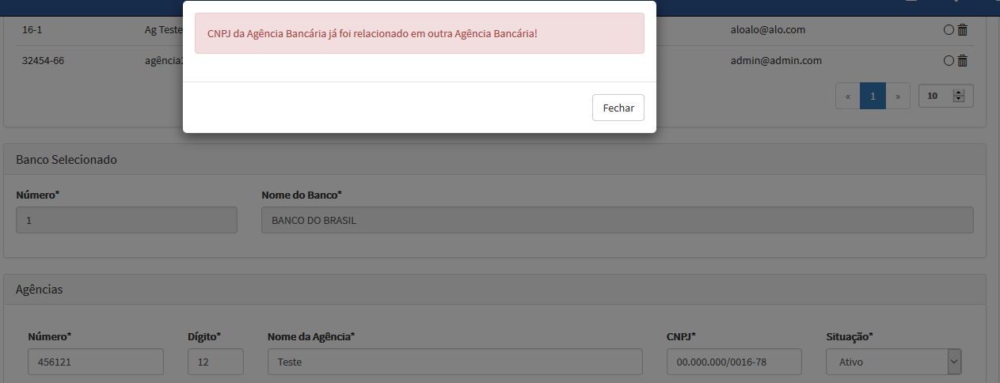 CNPJ da Agência Bancária já foi relacionado em outra Agência Bancária!
Fechar
16-1 Ag Teste aloalo@alo.com
32454-66 agência2 admin@admin.com
« 1 » 10
Banco Selecionado
Número* Nome do Banco*
1 BANCO DO BRASIL
Agências
Número* Dígito* Nome da Agência* CNPJ* Situação*
456121 12 Teste 00.000.000/0016-78 Ativo